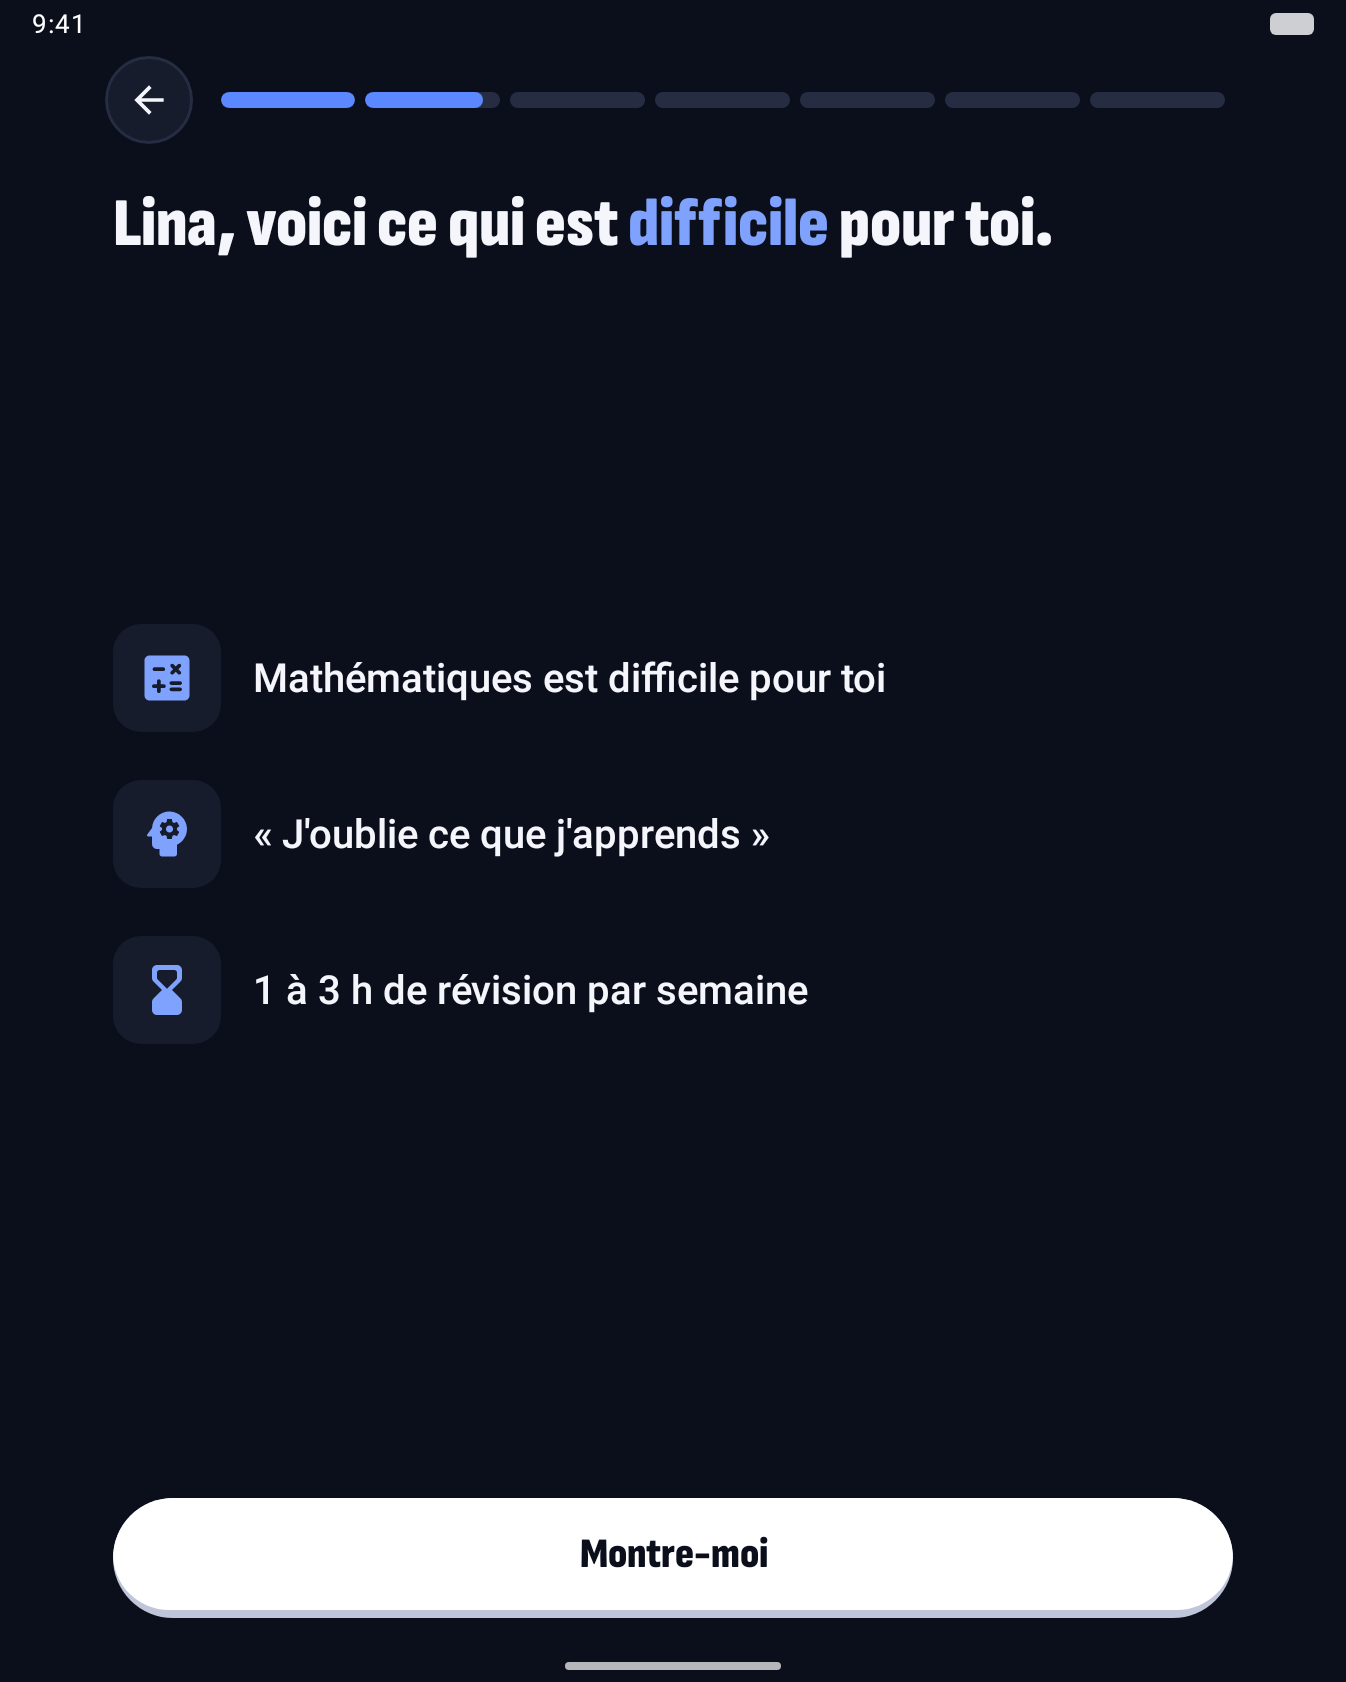 9:41
Lina, voici ce qui est difficile pour toi.
Mathématiques est difficile pour toi
« J'oublie ce que j'apprends »
1 à 3 h de révision par semaine
Montre-moi